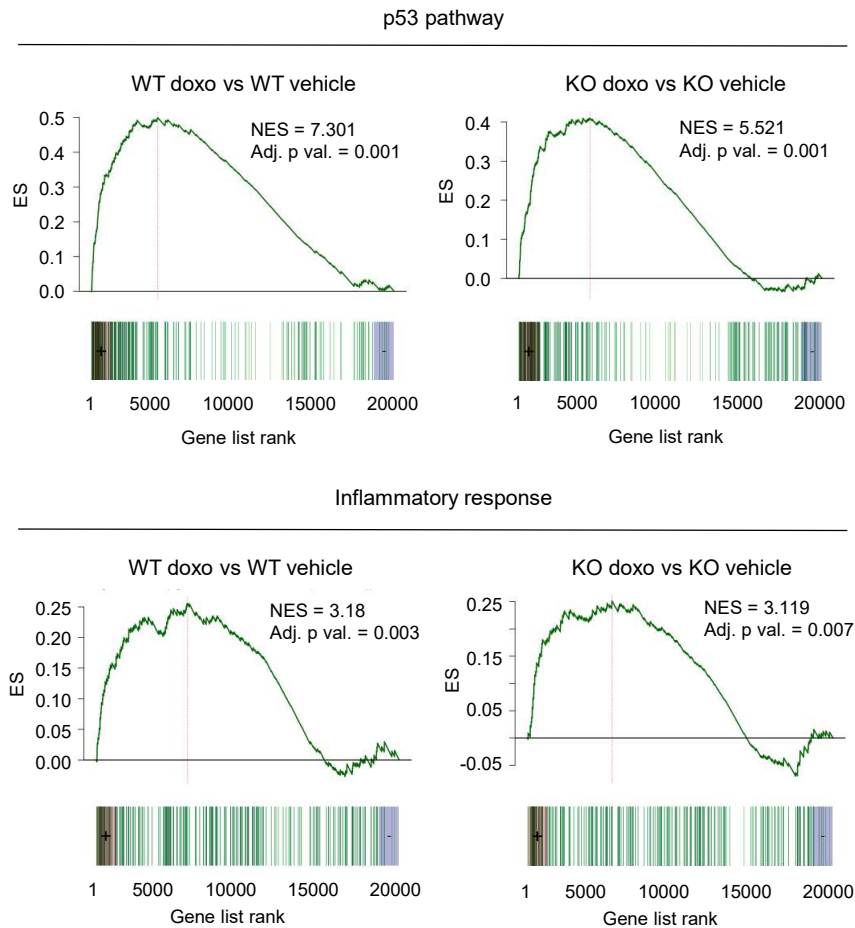 p53 pathway
WT doxo vs WT vehicle
NES = 7.301
Adj. p val. = 0.001
ES
0.5
0.4
0.3
0.2
0.1
0.0
+
-
1 5000 10000 15000 20000
Gene list rank
KO doxo vs KO vehicle
NES = 5.521
Adj. p val. = 0.001
ES
0.4
0.3
0.2
0.1
0.0
+
-
1 5000 10000 15000 20000
Gene list rank
Inflammatory response
WT doxo vs WT vehicle
NES = 3.18
Adj. p val. = 0.003
ES
0.25
0.20
0.15
0.10
0.05
0.00
+
-
1 5000 10000 15000 20000
Gene list rank
KO doxo vs KO vehicle
NES = 3.119
Adj. p val. = 0.007
ES
0.25
0.15
0.05
-0.05
+
-
1 5000 10000 15000 20000
Gene list rank